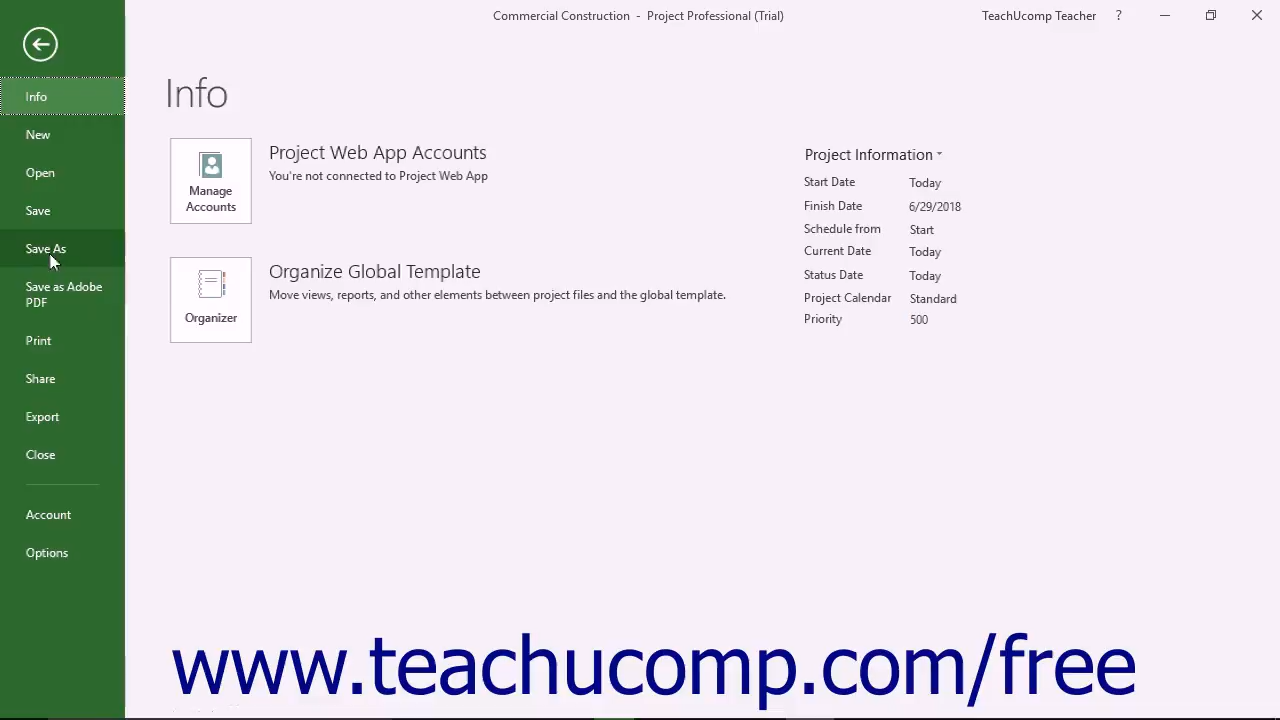 Commercial Construction - Project Professional (Trial)
TeachUcomp Teacher ?
Info
New
Open
Save
Save As
Save as Adobe
PDF
Print
Share
Export
Close
Account
Options
Info
Manage
Accounts
Project Web App Accounts
You're not connected to Project Web App
Organizer
Organize Global Template
Move views, reports, and other elements between project files and the global template.
Project Information
Start Date Today
Finish Date 6/29/2018
Schedule from Start
Current Date Today
Status Date Today
Project Calendar Standard
Priority 500
www.teachucomp.com/free